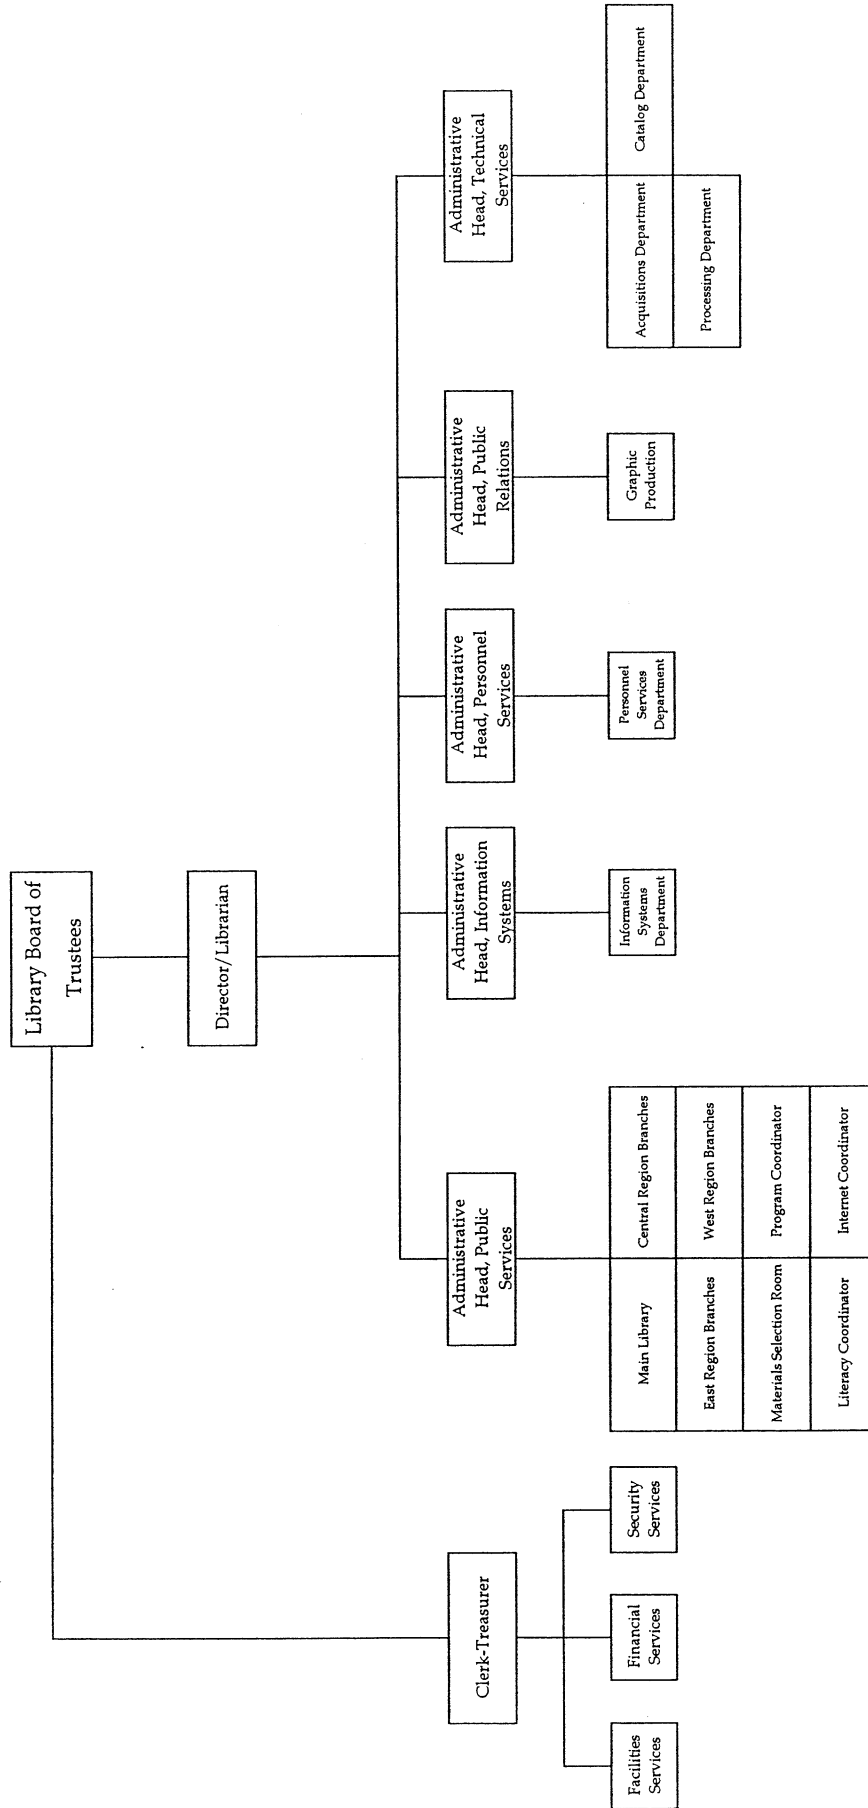 Library Board of
Trustees
Director/Librarian
Clerk-Treasurer
Administrative
Head, Public
Services
Administrative
Head, Information
Systems
Administrative
Head, Personnel
Services
Administrative
Head, Public
Relations
Administrative
Head, Technical
Services
Facilities
Services
Financial
Services
Security
Services
Main Library
Central Region Branches
East Region Branches
West Region Branches
Materials Selection Room
Program Coordinator
Literacy Coordinator
Internet Coordinator
Information
Systems
Department
Personnel
Services
Department
Graphic
Production
Acquisitions Department
Catalog Department
Processing Department